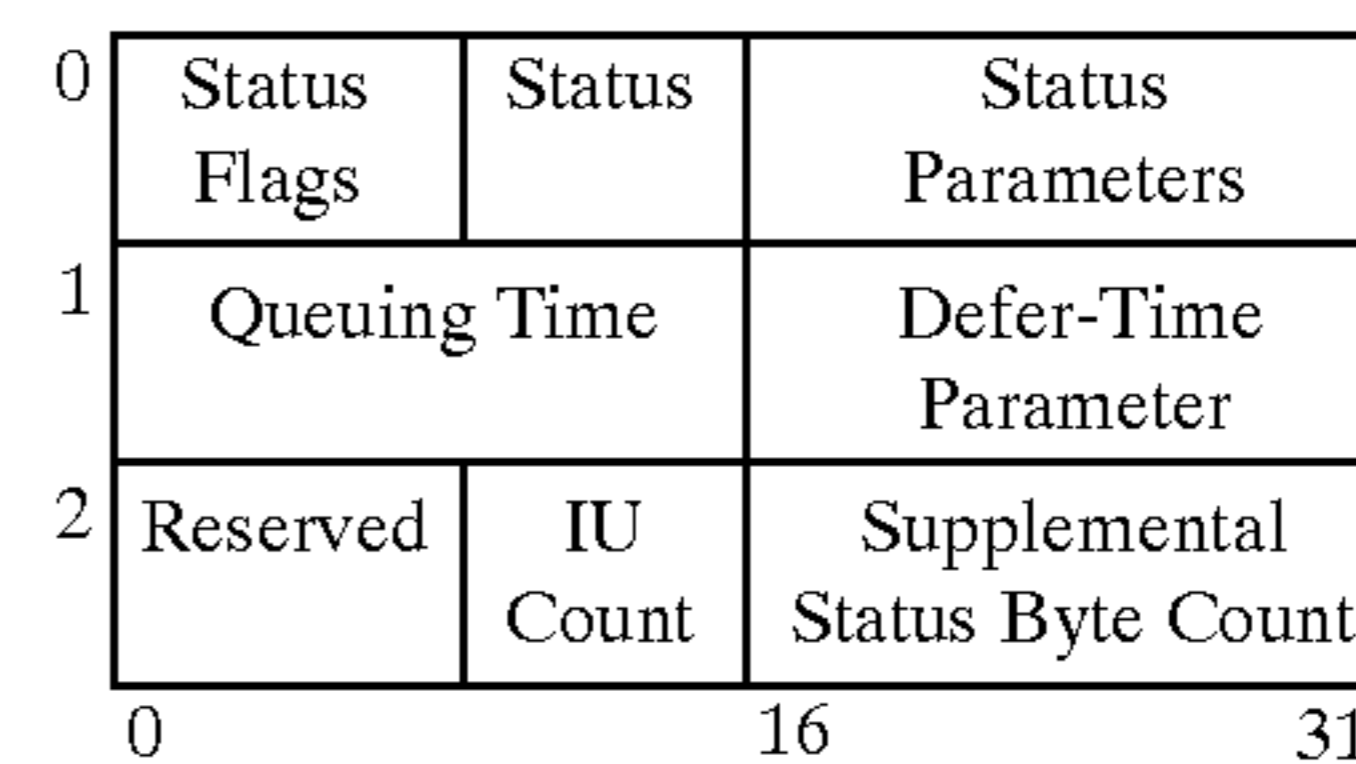 0 Status Status Status
Flags Parameters
1 Queuing Time Defer-Time
Parameter
2 Reserved IU Supplemental
Count Status Byte Count
0 16 31